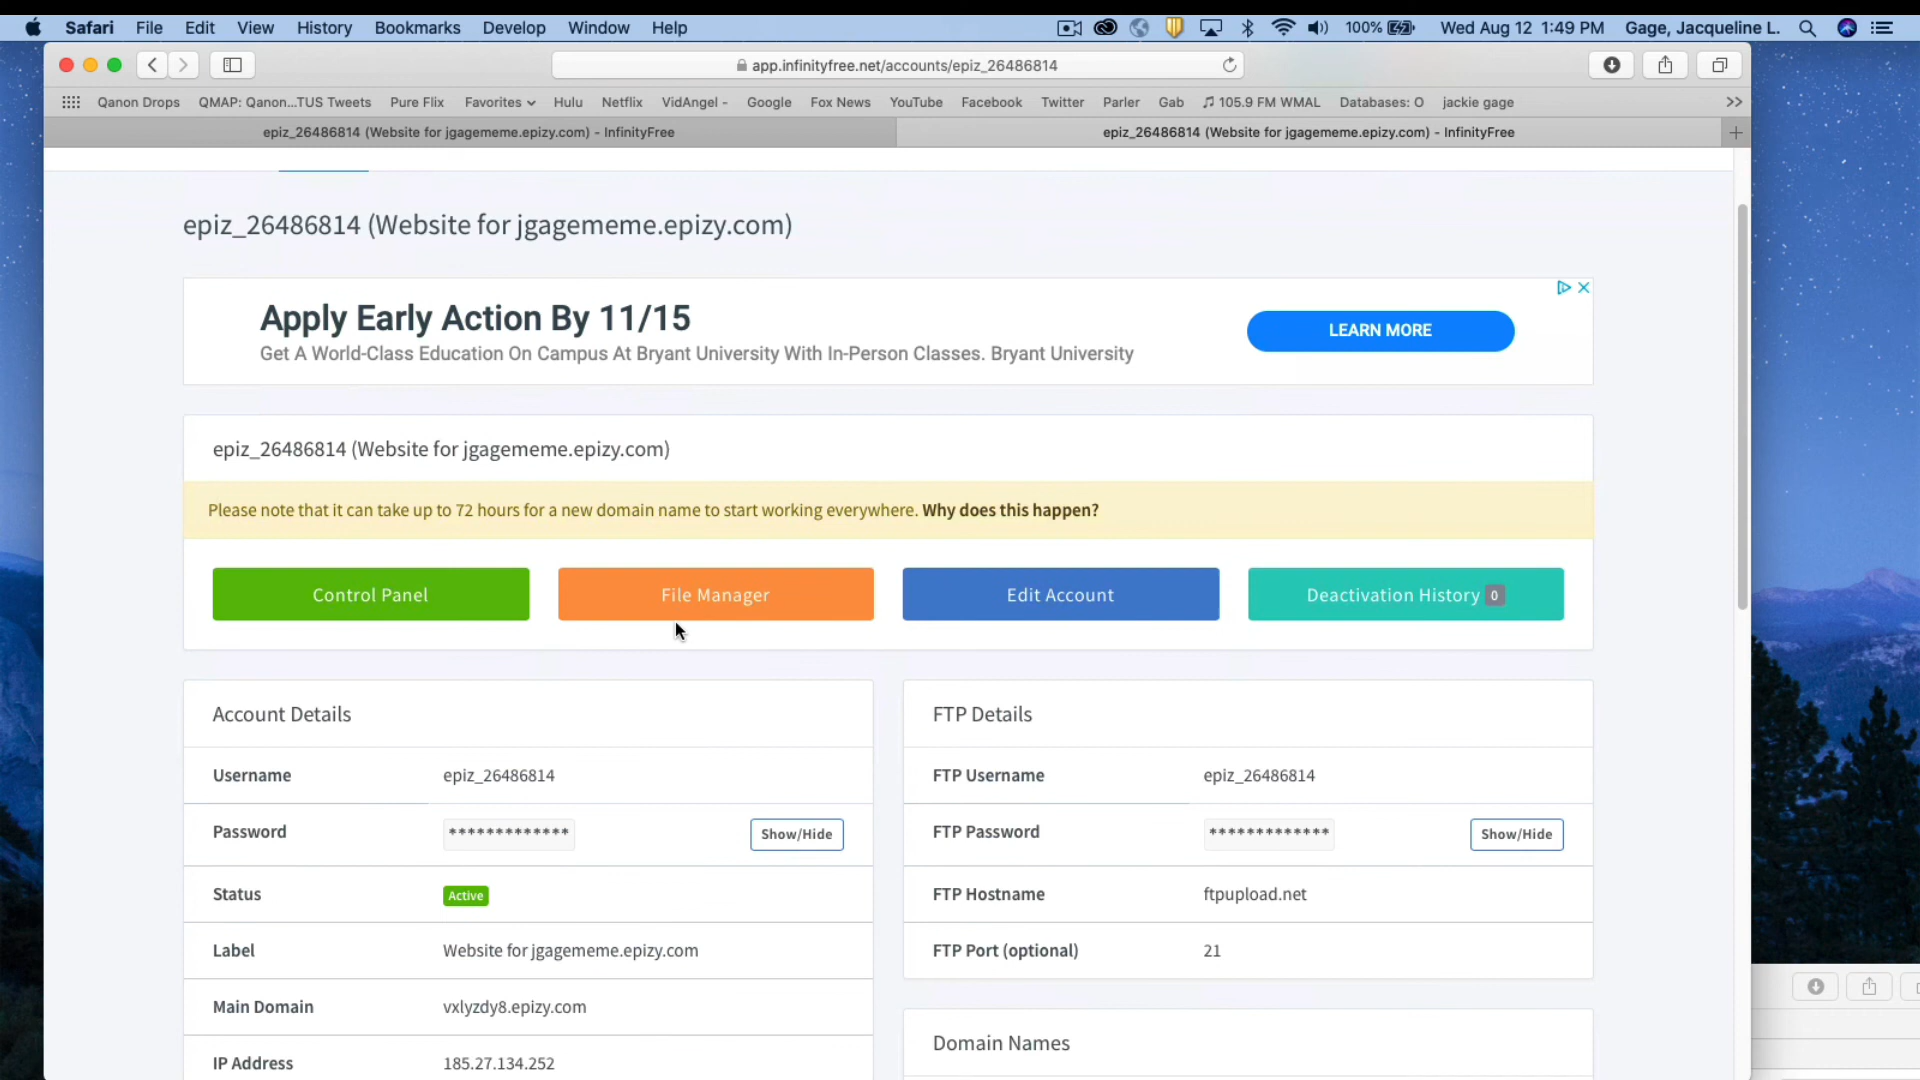 Safari File Edit View History Bookmarks Develop Window Help 100% Wed Aug 12 1:49 PM Gage, Jacqueline L.
app.infinityfree.net/accounts/epiz_26486814
Qanon Drops QMAP: Qanon...TUS Tweets Pure Flix Favorites Hulu Netflix VidAngel - Google Fox News YouTube Facebook Twitter Parler Gab 105.9 FM WMAL Databases: O jackie gage
epiz_26486814 (Website for jgagememe.epizy.com) - InfinityFree epiz_26486814 (Website for jgagememe.epizy.com) - InfinityFree
epiz_26486814 (Website for jgagememe.epizy.com)
Apply Early Action By 11/15
Get A World-Class Education On Campus At Bryant University With In-Person Classes. Bryant University
LEARN MORE
epiz_26486814 (Website for jgagememe.epizy.com)
Please note that it can take up to 72 hours for a new domain name to start working everywhere. Why does this happen?
Control Panel File Manager Edit Account Deactivation History 0
Account Details
Username epiz_26486814
Password ************* Show/Hide
Status Active
Label Website for jgagememe.epizy.com
Main Domain vxlyzdy8.epizy.com
IP Address 185.27.134.252
FTP Details
FTP Username epiz_26486814
FTP Password ************* Show/Hide
FTP Hostname ftpupload.net
FTP Port (optional) 21
Domain Names